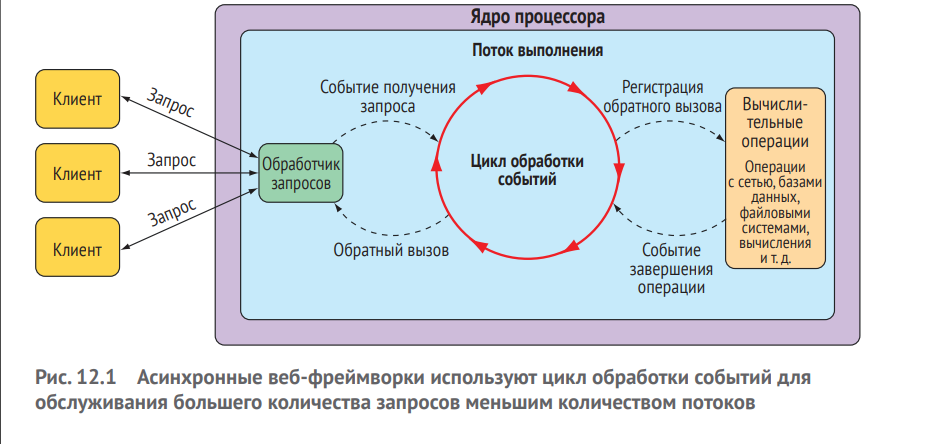 Ядро процессора
Поток выполнения
Клиент
Клиент
Клиент
Запрос
Запрос
Запрос
Обработчик
запросов
Событие получения
запроса
Обратный вызов
Цикл обработки
событий
Регистрация
обратного вызова
Событие
завершения
операции
Вычисли-
тельные
операции
Операции
с сетью, базами
данных,
файловыми
системами,
вычисления
и т. д.
Рис. 12.1 Асинхронные веб-фреймворки используют цикл обработки событий для
обслуживания большего количества запросов меньшим количеством потоков